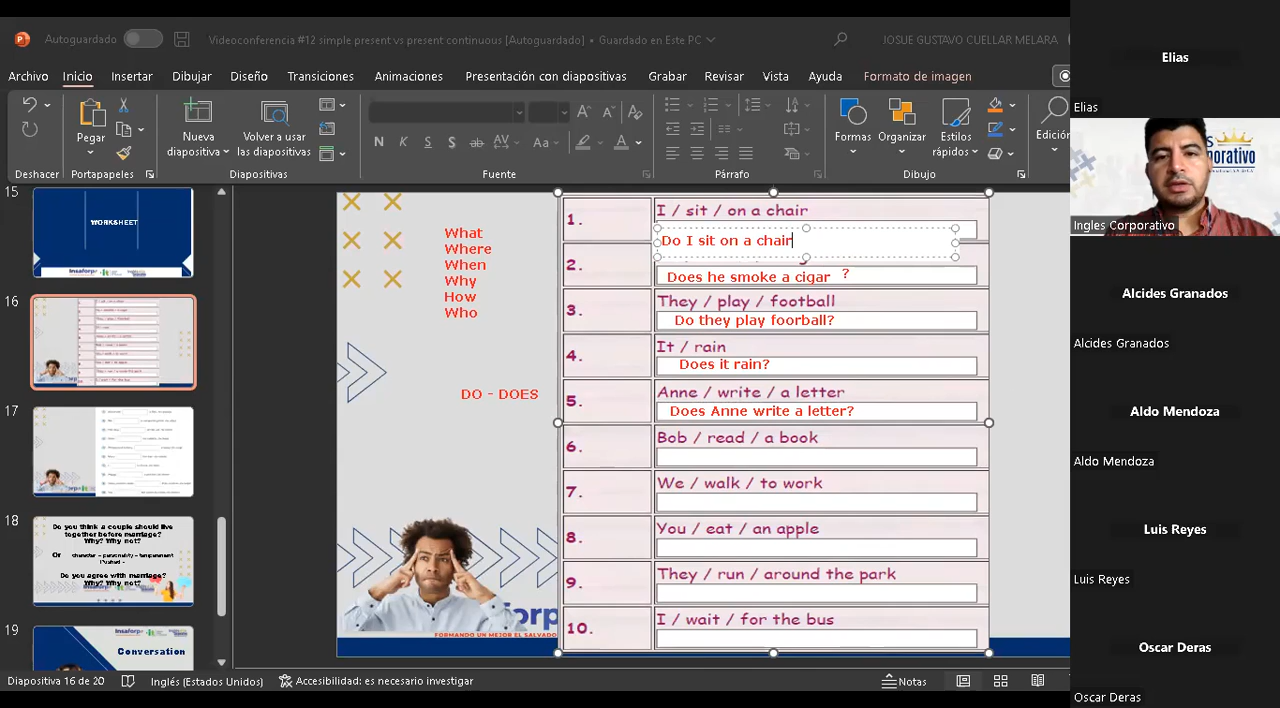 Autoguardado
Videoconferencia #12 simple present vs present continuous [Autoguardado] • Guardado en Este PC
JOSUE GUSTAVO CUELLAR MELARA
Archivo Inicio Insertar Dibujar Diseño Transiciones Animaciones Presentación con diapositivas Grabar Revisar Vista Ayuda Formato de imagen
Pegar
Nueva diapositiva
Volver a usar las diapositivas
Formas
Organizar
Estilos rápidos
Edición
Deshacer
Portapapeles
Diapositivas
Fuente
Párrafo
Dibujo
15
WORKSHEET
16
17
18
Do you think a couple should live
together before marriage?
Why? Why not?
Or
Do you agree with marriage?
Why? Why not?
19
Insaforp
Conversation
What
Where
When
Why
How
Who
DO - DOES
1.
I / sit / on a chair
Do I sit on a chair
2.
Does he smoke a cigar ?
3.
They / play / football
Do they play foorball?
4.
It / rain
Does it rain?
5.
Anne / write / a letter
Does Anne write a letter?
6.
Bob / read / a book
7.
We / walk / to work
8.
You / eat / an apple
9.
They / run / around the park
10.
I / wait / for the bus
FORMANDO UN MEJOR EL SALVADO
Diapositiva 16 de 20
Inglés (Estados Unidos)
Accesibilidad: es necesario investigar
Notas
Elias
Elias
Ingles Corporativo
Alcides Granados
Alcides Granados
Aldo Mendoza
Aldo Mendoza
Luis Reyes
Luis Reyes
Oscar Deras
Oscar Deras